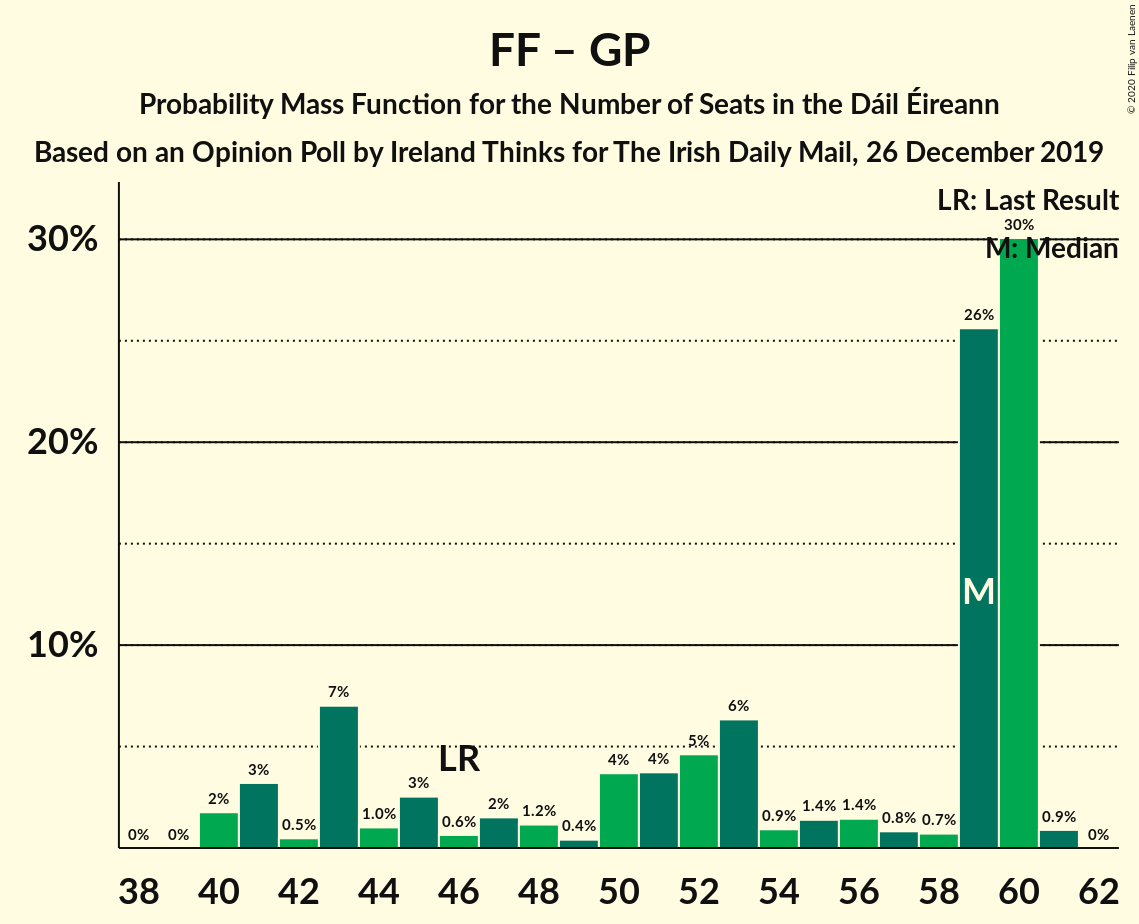 FF – GP
Probability Mass Function for the Number of Seats in the Dáil Éireann
Based on an Opinion Poll by Ireland Thinks for The Irish Daily Mail, 26 December 2019
© 2020 Filip van Laenen
LR: Last Result
M: Median
30%
20%
10%
0% 0% 2% 3% 0.5% 7% 1.0% 3% 0.6% 2% 1.2% 0.4% 4% 4% 5% 6% 0.9% 1.4% 1.4% 0.8% 0.7% 26% 30% 0.9% 0%
LR
M
38 40 42 44 46 48 50 52 54 56 58 60 62